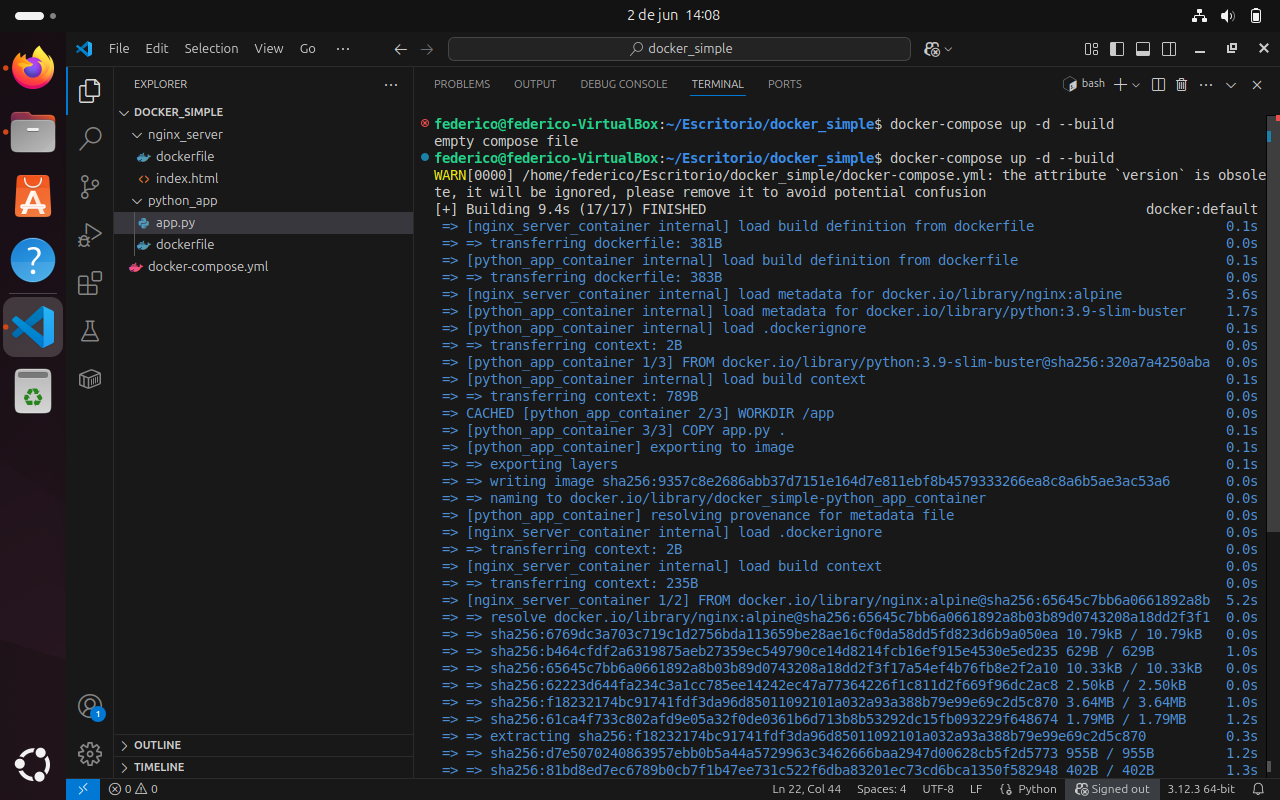 2 de jun 14:08
File Edit Selection View Go ··· docker_simple
EXPLORER ···
DOCKER_SIMPLE
nginx_server
dockerfile
index.html
python_app
app.py
dockerfile
docker-compose.yml
OUTLINE
TIMELINE
PROBLEMS OUTPUT DEBUG CONSOLE TERMINAL PORTS bash
federico@federico-VirtualBox:~/Escritorio/docker_simple$ docker-compose up -d --build
empty compose file
federico@federico-VirtualBox:~/Escritorio/docker_simple$ docker-compose up -d --build
WARN[0000] /home/federico/Escritorio/docker_simple/docker-compose.yml: the attribute `version` is obsole
te, it will be ignored, please remove it to avoid potential confusion
[+] Building 9.4s (17/17) FINISHED docker:default
=> [nginx_server_container internal] load build definition from dockerfile 0.1s
=> => transferring dockerfile: 381B 0.0s
=> [python_app_container internal] load build definition from dockerfile 0.1s
=> => transferring dockerfile: 383B 0.0s
=> [nginx_server_container internal] load metadata for docker.io/library/nginx:alpine 3.6s
=> [python_app_container internal] load metadata for docker.io/library/python:3.9-slim-buster 1.7s
=> [python_app_container internal] load .dockerignore 0.1s
=> => transferring context: 2B 0.0s
=> [python_app_container 1/3] FROM docker.io/library/python:3.9-slim-buster@sha256:320a7a4250aba 0.0s
=> [python_app_container internal] load build context 0.1s
=> => transferring context: 789B 0.0s
=> CACHED [python_app_container 2/3] WORKDIR /app 0.0s
=> [python_app_container 3/3] COPY app.py . 0.1s
=> [python_app_container] exporting to image 0.1s
=> => exporting layers 0.1s
=> => writing image sha256:9357c8e2686abb37d7151e164d7e811ebf8b4579333266ea8c8a6b5ae3ac53a6 0.0s
=> => naming to docker.io/library/docker_simple-python_app_container 0.0s
=> [python_app_container] resolving provenance for metadata file 0.0s
=> [nginx_server_container internal] load .dockerignore 0.0s
=> => transferring context: 2B 0.0s
=> [nginx_server_container internal] load build context 0.0s
=> => transferring context: 235B 0.0s
=> [nginx_server_container 1/2] FROM docker.io/library/nginx:alpine@sha256:65645c7bb6a0661892a8b 5.2s
=> => resolve docker.io/library/nginx:alpine@sha256:65645c7bb6a0661892a8b03b89d0743208a18dd2f3f1 0.0s
=> => sha256:6769dc3a703c719c1d2756bda113659be28ae16cf0da58dd5fd823d6b9a050ea 10.79kB / 10.79kB 0.0s
=> => sha256:b464cfdf2a6319875aeb27359ec549790ce14d8214fcb16ef915e4530e5ed235 629B / 629B 1.0s
=> => sha256:65645c7bb6a0661892a8b03b89d0743208a18dd2f3f17a54ef4b76fb8e2f2a10 10.33kB / 10.33kB 0.0s
=> => sha256:62223d644fa234c3a1cc785ee14242ec47a77364226f1c811d2f669f96dc2ac8 2.50kB / 2.50kB 0.0s
=> => sha256:f18232174bc91741fdf3da96d85011092101a032a93a388b79e99e69c2d5c870 3.64MB / 3.64MB 1.0s
=> => sha256:61ca4f733c802afd9e05a32f0de0361b6d713b8b53292dc15fb093229f648674 1.79MB / 1.79MB 1.2s
=> => extracting sha256:f18232174bc91741fdf3da96d85011092101a032a93a388b79e99e69c2d5c870 0.3s
=> => sha256:d7e5070240863957ebb0b5a44a5729963c3462666baa2947d00628cb5f2d5773 955B / 955B 1.2s
=> => sha256:81bd8ed7ec6789b0cb7f1b47ee731c522f6dba83201ec73cd6bca1350f582948 402B / 402B 1.3s
1
0 0 Ln 22, Col 44 Spaces: 4 UTF-8 LF Python Signed out 3.12.3 64-bit